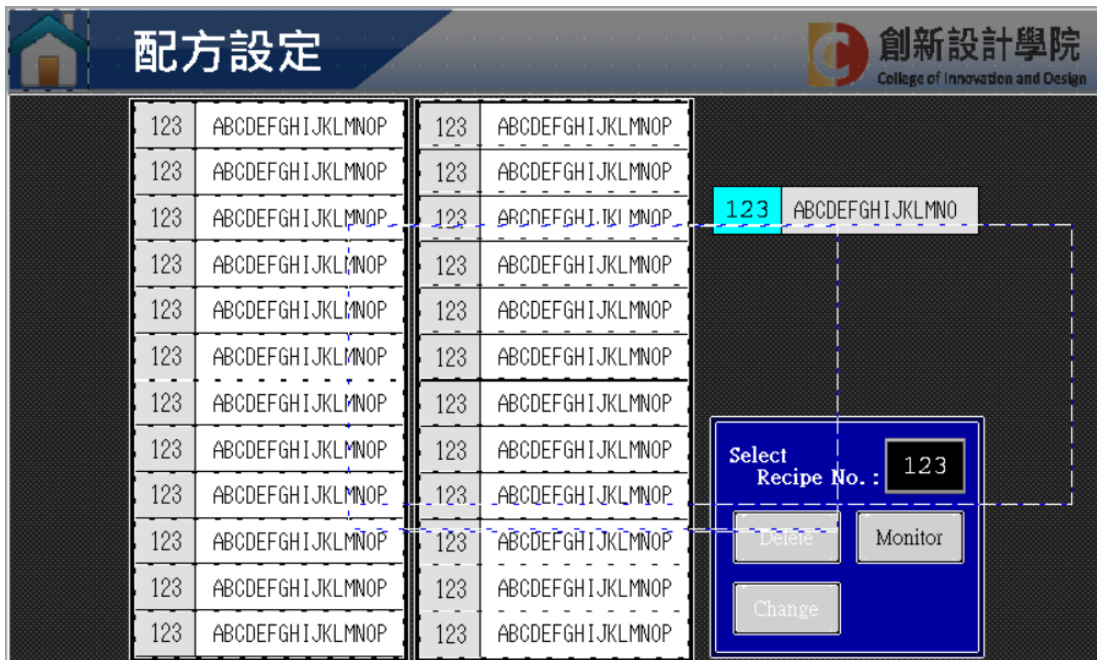 配方設定
創新設計學院
College of Innovation and Design
123 ABCDEFGHIJKLMNOP 123 ABCDEFGHIJKLMNOP
123 ABCDEFGHIJKLMNOP 123 ABCDEFGHIJKLMNOP
123 ABCDEFGHIJKLMNOP 123 ABCDEFGHIJKLMNOP
123 ABCDEFGHIJKLMNOP 123 ABCDEFGHIJKLMNOP
123 ABCDEFGHIJKLMNOP 123 ABCDEFGHIJKLMNOP
123 ABCDEFGHIJKLMNOP 123 ABCDEFGHIJKLMNOP
123 ABCDEFGHIJKLMNOP 123 ABCDEFGHIJKLMNOP
123 ABCDEFGHIJKLMNOP 123 ABCDEFGHIJKLMNOP
123 ABCDEFGHIJKLMNOP 123 ABCDEFGHIJKLMNOP
123 ABCDEFGHIJKLMNOP 123 ABCDEFGHIJKLMNOP
123 ABCDEFGHIJKLMNOP 123 ABCDEFGHIJKLMNOP
123 ABCDEFGHIJKLMNOP 123 ABCDEFGHIJKLMNOP
123 ABCDEFGHIJKLMNO
Select
Recipe No.: 123
Delete Monitor
Change